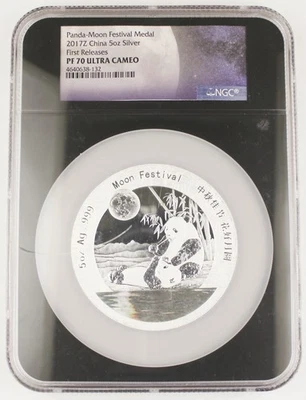 Panda-Moon Festival Medal
2017Z China 5oz Silver
First Releases
PF 70 ULTRA CAMEO
4640638-132
NGC
Moon Festival
中秋佳节 花好月圆
5oz Ag .999